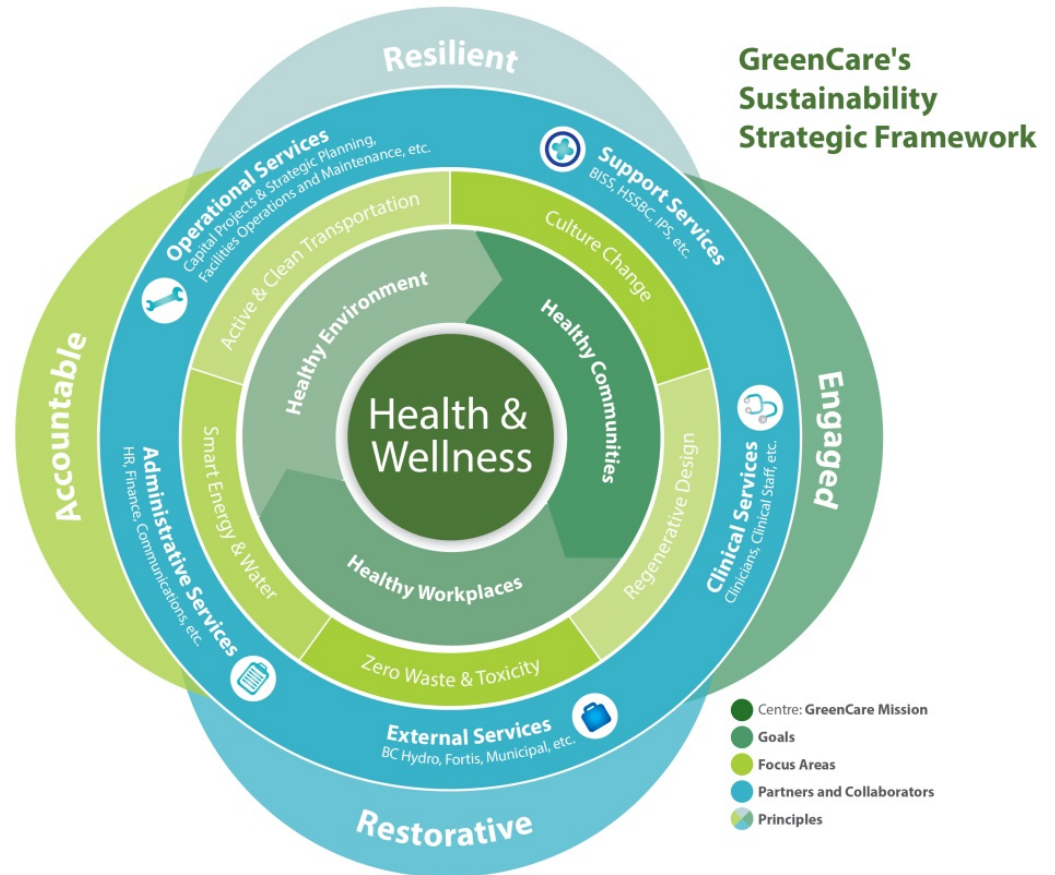 GreenCare's
Sustainability
Strategic Framework
Resilient
Engaged
Restorative
Accountable
Operational Services
Capital Projects & Strategic Planning,
Facilities Operations and Maintenance, etc.
Support Services
BISS, HSSBC, IPS, etc.
Clinical Services
Clinicians, Clinical Staff, etc.
External Services
BC Hydro, Fortis, Municipal, etc.
Administrative Services
HR, Finance, Communications, etc.
Active & Clean Transportation
Culture Change
Regenerative Design
Zero Waste & Toxicity
Smart Energy & Water
Healthy Environment
Healthy Communities
Healthy Workplaces
Health &
Wellness
Centre: GreenCare Mission
Goals
Focus Areas
Partners and Collaborators
Principles